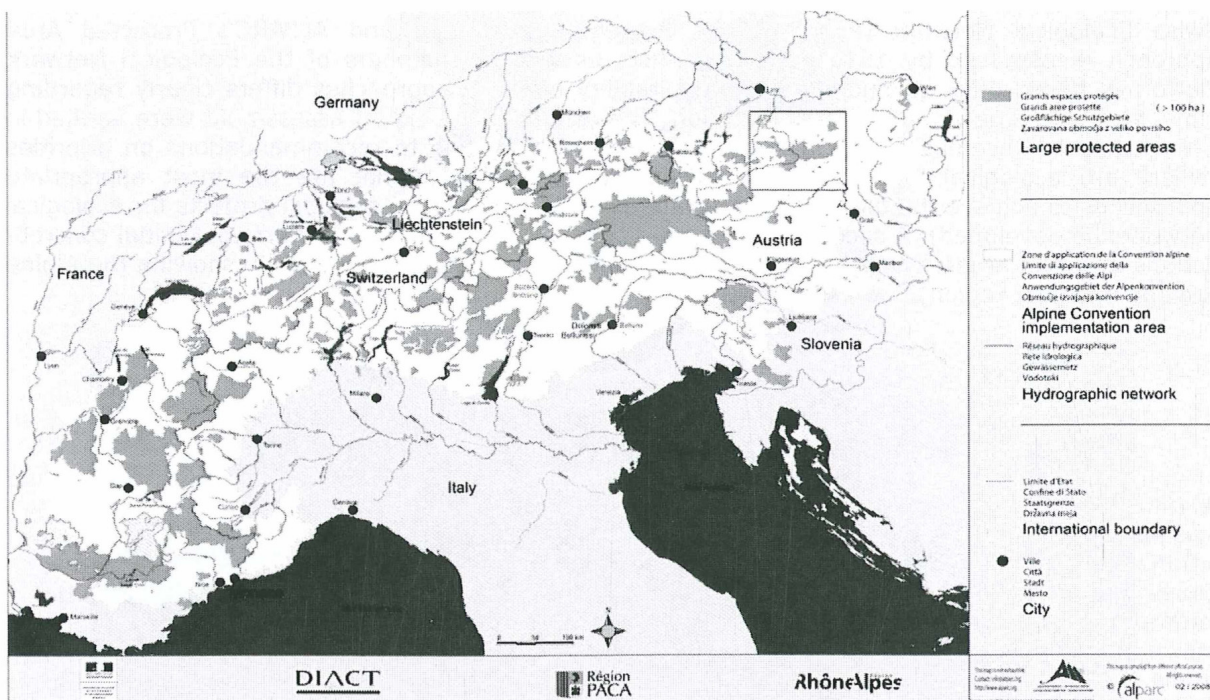 Germany
Liechtenstein
Switzerland
France
Austria
Slovenia
Italy
München
Rosenheim
Wien
Graz
Maribor
Klagenfurt
Ljubljana
Luzern
Bern
Genève
Lyon
Chambéry
Grenoble
Gap
Aosta
Torino
Milano
Cuneo
Genova
Nice
Marseille
Trento
Dolomiti
Bellunesi
Belluno
Venezia
Trieste
N
0 50 100 km
Grands espaces protégés
Grandi aree protette (> 100 ha)
Großflächige Schutzgebiete
Zavarovana območja z veliko površino
Large protected areas
Zone d'application de la Convention alpine
Limite di applicazione della
Convenzione delle Alpi
Anwendungsgebiet der Alpenkonvention
Območje izvajanja konvencije
Alpine Convention
implementation area
Réseau hydrographique
Rete Idrologica
Gewässernetz
Vodotoki
Hydrographic network
Limite d'Etat
Confine di Stato
Staatsgrenze
Državna meja
International boundary
Ville
Città
Stadt
Mesto
City
DIACT
Région
PACA
RhôneAlpes
© alparc 02 / 2008